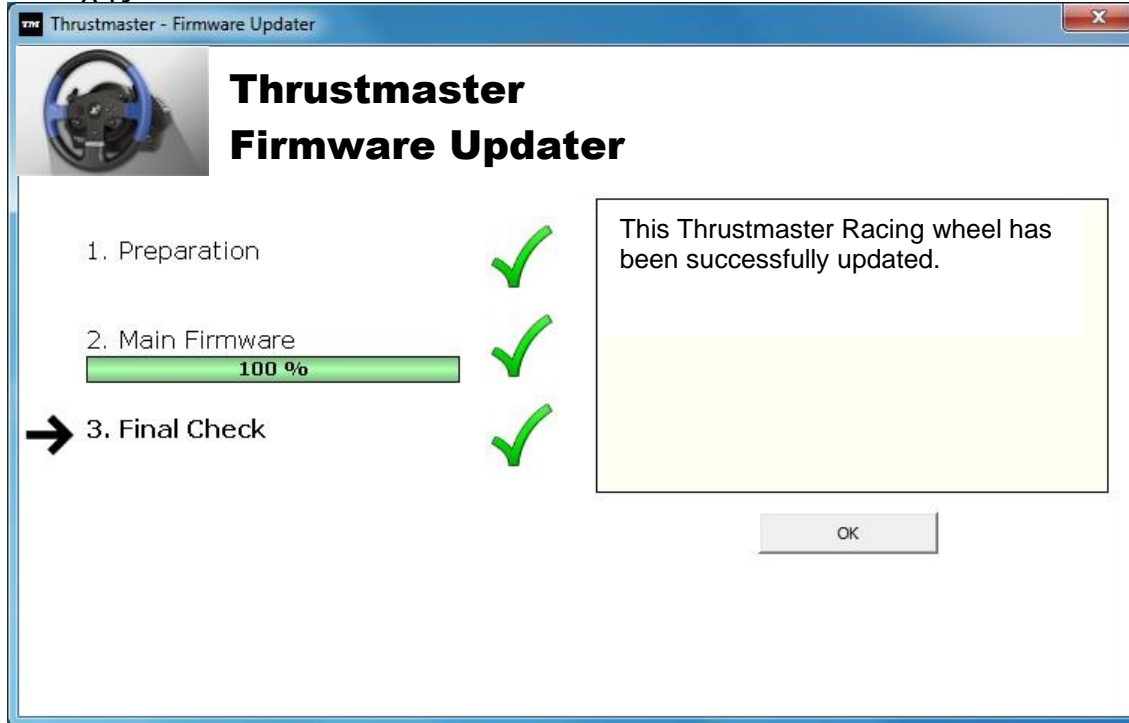 Thrustmaster - Firmware Updater
Thrustmaster
Firmware Updater
1. Preparation
2. Main Firmware
100 %
3. Final Check
This Thrustmaster Racing wheel has
been successfully updated.
OK